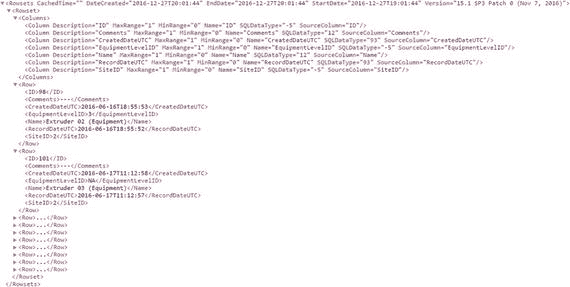 ▼<Rowsets CachedTime="" DateCreated="2016-12-27T20:01:44" EndDate="2016-12-27T20:01:44" StartDate="2016-12-27T19:01:44" Version="15.1 SP3 Patch 0 (Nov 7, 2016)">
▼<Rowset>
▼<Columns>
<Column Description="ID" MaxRange="1" MinRange="0" Name="ID" SQLDataType="-5" SourceColumn="ID"/>
<Column Description="Comments" MaxRange="1" MinRange="0" Name="Comments" SQLDataType="12" SourceColumn="Comments"/>
<Column Description="CreatedDateUTC" MaxRange="1" MinRange="0" Name="CreatedDateUTC" SQLDataType="93" SourceColumn="CreatedDateUTC"/>
<Column Description="EquipmentLevelID" MaxRange="1" MinRange="0" Name="EquipmentLevelID" SQLDataType="-5" SourceColumn="EquipmentLevelID"/>
<Column Description="Name" MaxRange="1" MinRange="0" Name="Name" SQLDataType="12" SourceColumn="Name"/>
<Column Description="RecordDateUTC" MaxRange="1" MinRange="0" Name="RecordDateUTC" SQLDataType="93" SourceColumn="RecordDateUTC"/>
<Column Description="SiteID" MaxRange="1" MinRange="0" Name="SiteID" SQLDataType="-5" SourceColumn="SiteID"/>
</Columns>
▼<Row>
<ID>98</ID>
<Comments>---</Comments>
<CreatedDateUTC>2016-06-16T18:55:53</CreatedDateUTC>
<EquipmentLevelID>3</EquipmentLevelID>
<Name>Extruder 02 (Equipment)</Name>
<RecordDateUTC>2016-06-16T18:55:52</RecordDateUTC>
<SiteID>2</SiteID>
</Row>
▼<Row>
<ID>101</ID>
<Comments>---</Comments>
<CreatedDateUTC>2016-06-17T11:12:58</CreatedDateUTC>
<EquipmentLevelID>NA</EquipmentLevelID>
<Name>Extruder 03 (Equipment)</Name>
<RecordDateUTC>2016-06-17T11:12:57</RecordDateUTC>
<SiteID>2</SiteID>
</Row>
▶<Row>...</Row>
▶<Row>...</Row>
▶<Row>...</Row>
▶<Row>...</Row>
▶<Row>...</Row>
▶<Row>...</Row>
▶<Row>...</Row>
</Rowset>
</Rowsets>